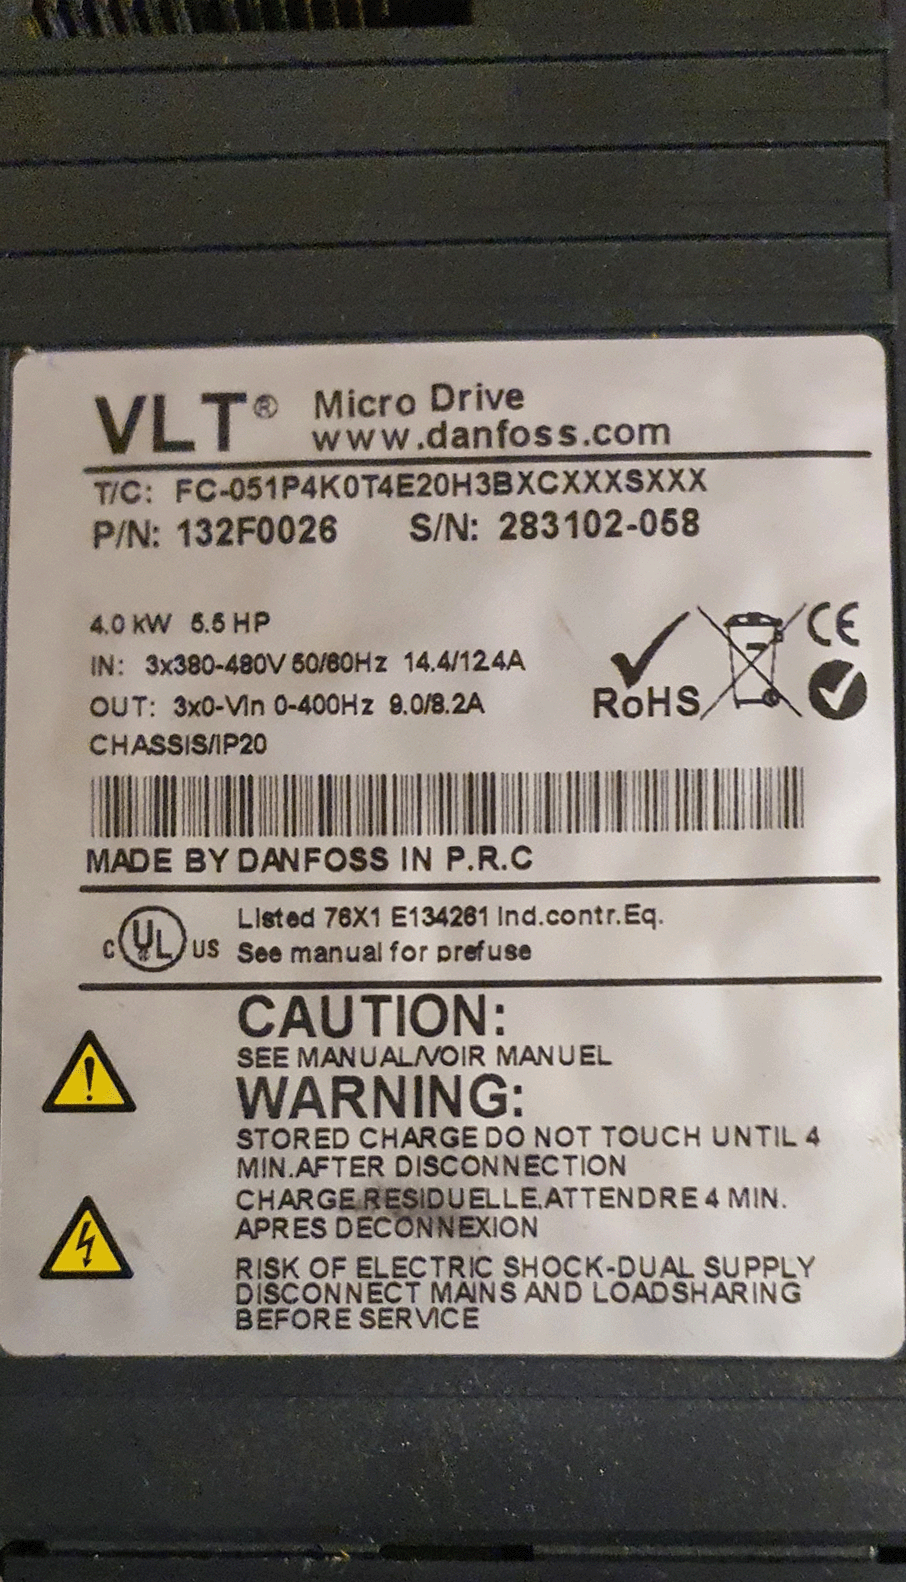 VLT® Micro Drive
www.danfoss.com
T/C: FC-051P4K0T4E20H3BXCXXXSXXX
P/N: 132F0026 S/N: 283102-058
4.0 kW 5.5 HP
IN: 3x380-480V 50/60Hz 14.4/12.4A
OUT: 3x0-Vin 0-400Hz 9.0/8.2A
CHASSIS/IP20
RoHS
CE
MADE BY DANFOSS IN P.R.C
C UL US
Listed 76X1 E134261 Ind.contr.Eq.
See manual for prefuse
CAUTION:
SEE MANUAL/VOIR MANUEL
WARNING:
STORED CHARGE DO NOT TOUCH UNTIL 4
MIN.AFTER DISCONNECTION
CHARGE RESIDUELLE.ATTENDRE 4 MIN.
APRES DECONNEXION
RISK OF ELECTRIC SHOCK-DUAL SUPPLY
DISCONNECT MAINS AND LOADSHARING
BEFORE SERVICE